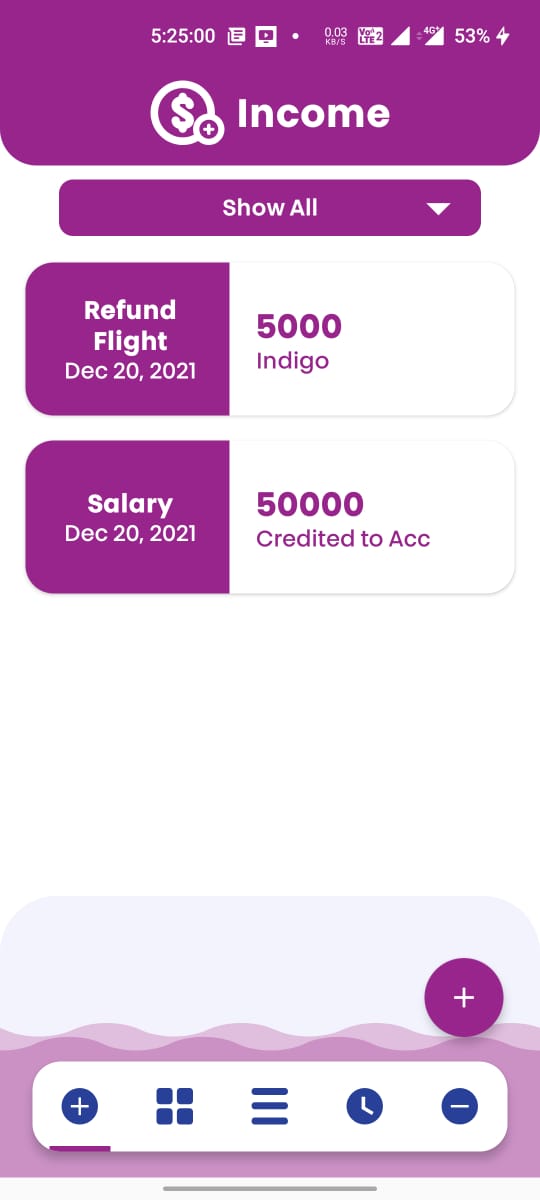 5:25:00 0.03 KB/S Vo) LTE 2 4G+ 53%
Income
Show All
Refund
Flight
Dec 20, 2021
5000
Indigo
Salary
Dec 20, 2021
50000
Credited to Acc